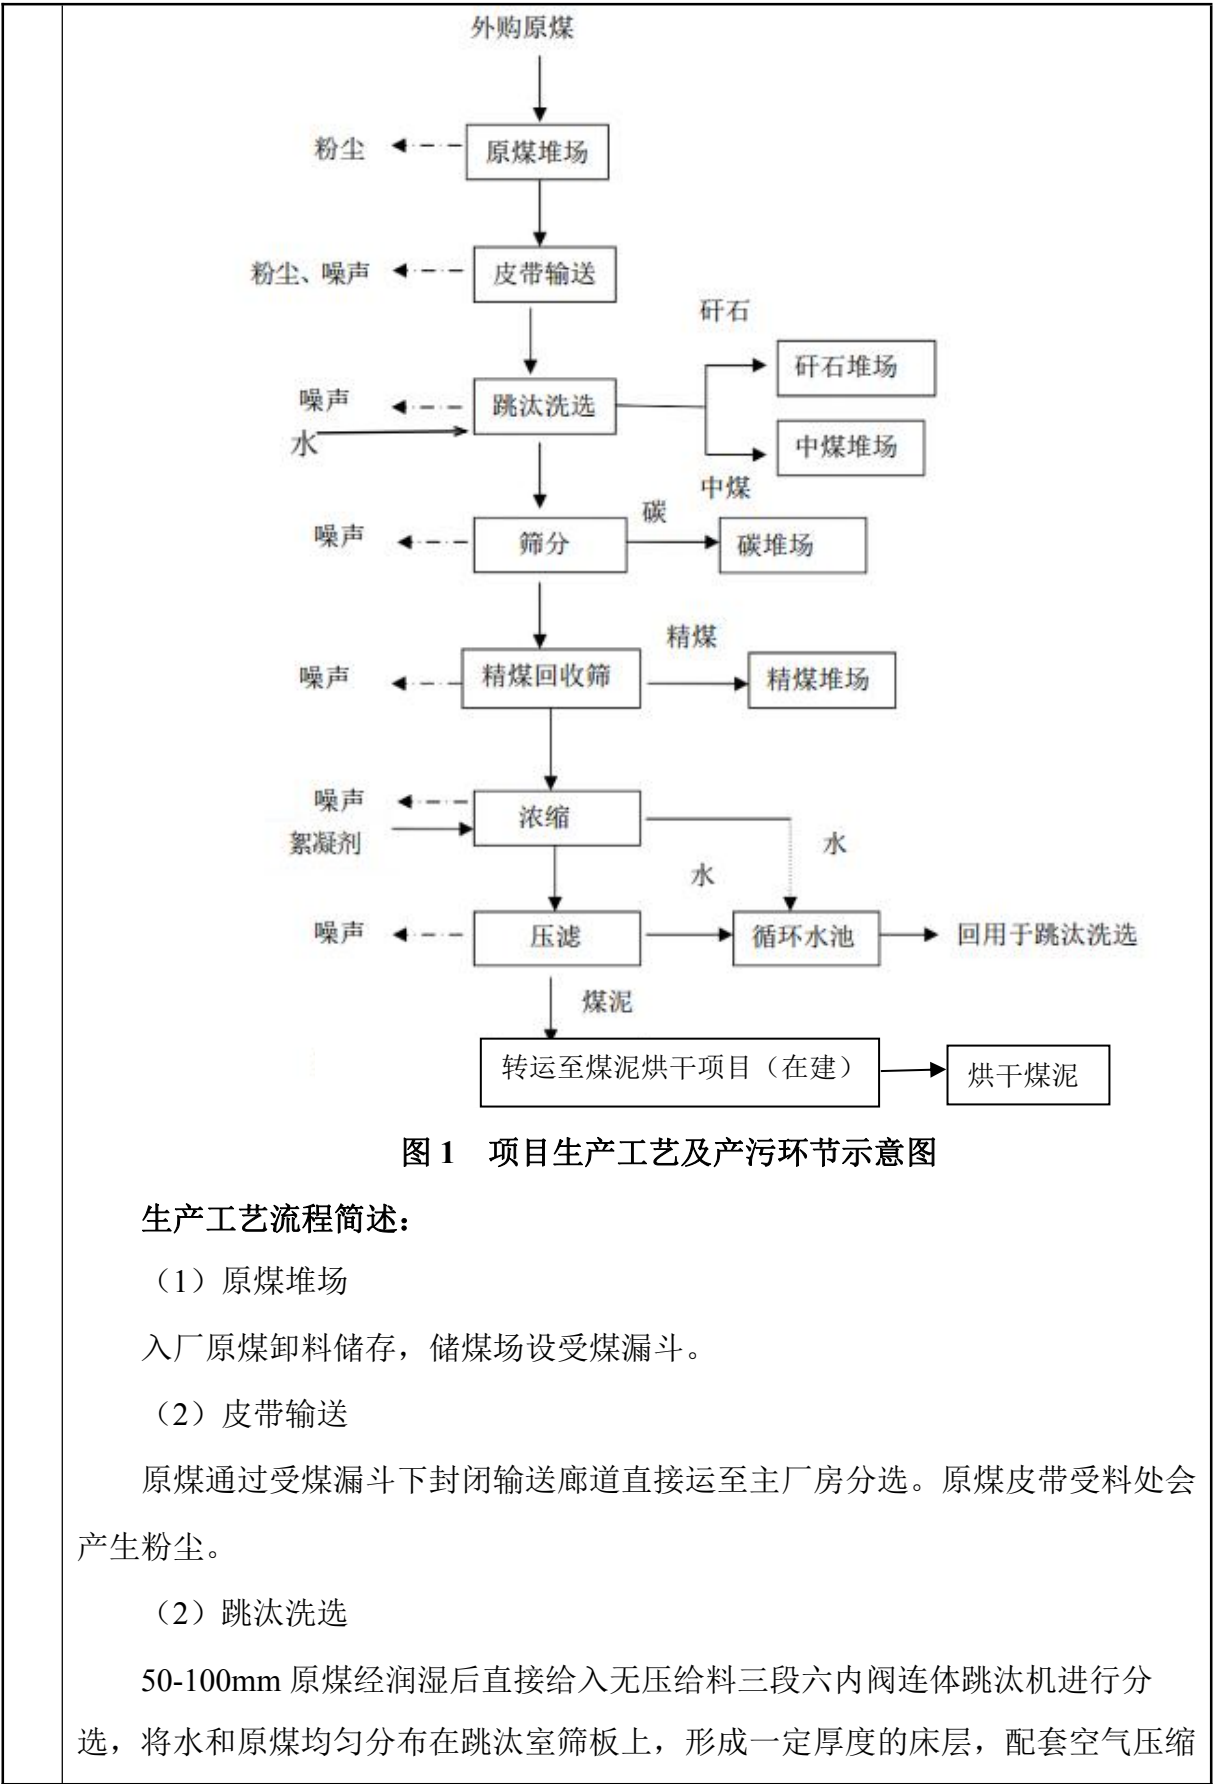 外购原煤
粉尘
原煤堆场
粉尘、噪声
皮带输送
矸石
矸石堆场
噪声
跳汰洗选
水
中煤堆场
中煤
碳
噪声
筛分
碳堆场
精煤
噪声
精煤回收筛
精煤堆场
噪声
浓缩
絮凝剂
水
水
噪声
压滤
循环水池
回用于跳汰洗选
煤泥
转运至煤泥烘干项目（在建）
烘干煤泥
图 1 项目生产工艺及产污环节示意图
生产工艺流程简述：
（1）原煤堆场
入厂原煤卸料储存，储煤场设受煤漏斗。
（2）皮带输送
原煤通过受煤漏斗下封闭输送廊道直接运至主厂房分选。原煤皮带受料处会
产生粉尘。
（2）跳汰洗选
50-100mm 原煤经润湿后直接给入无压给料三段六内阀连体跳汰机进行分
选，将水和原煤均匀分布在跳汰室筛板上，形成一定厚度的床层，配套空气压缩